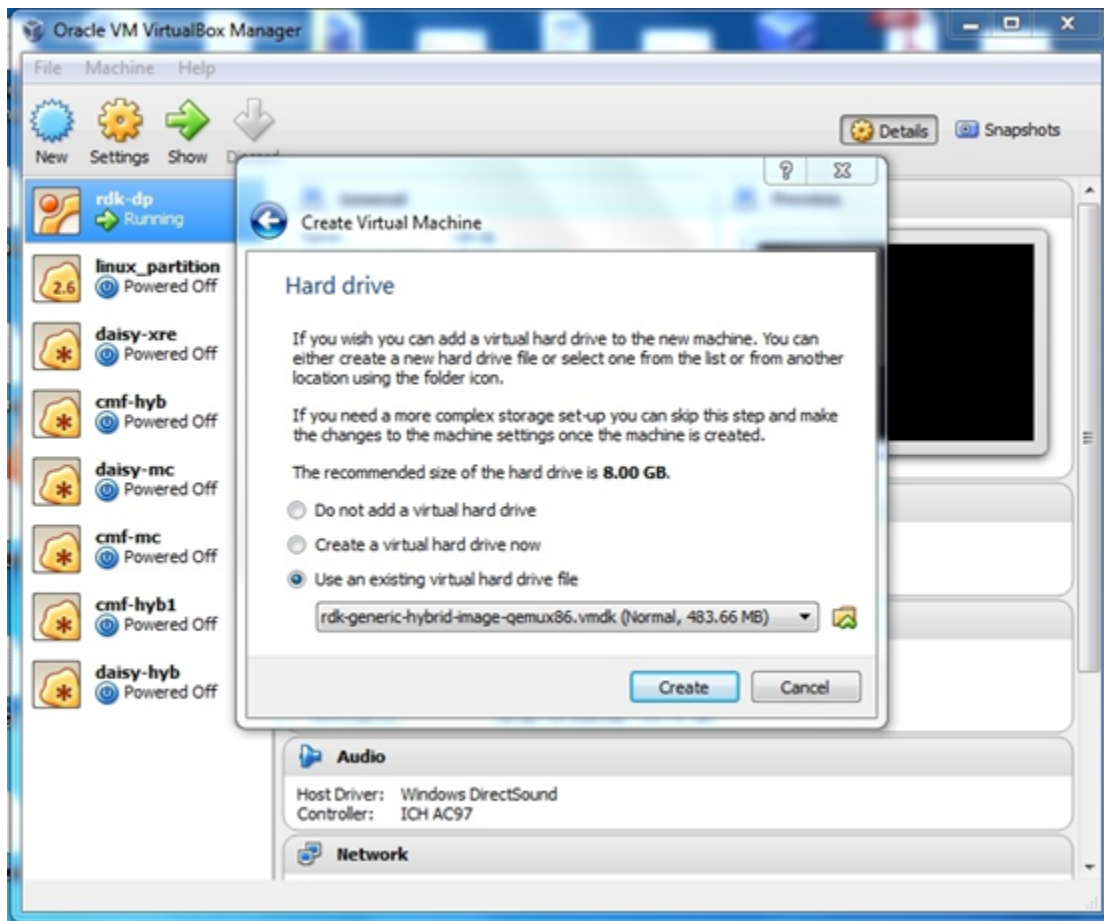 Oracle VM VirtualBox Manager
File Machine Help
New Settings Show
Details Snapshots
rdk-dp
Running
linux_partition
2.6
Powered Off
daisy-xre
Powered Off
cmf-hyb
Powered Off
daisy-mc
Powered Off
cmf-mc
Powered Off
cmf-hyb1
Powered Off
daisy-hyb
Powered Off
General
Preview
Create Virtual Machine
Hard drive
If you wish you can add a virtual hard drive to the new machine. You can
either create a new hard drive file or select one from the list or from another
location using the folder icon.
If you need a more complex storage set-up you can skip this step and make
the changes to the machine settings once the machine is created.
The recommended size of the hard drive is 8.00 GB.
Do not add a virtual hard drive
Create a virtual hard drive now
Use an existing virtual hard drive file
rdk-generic-hybrid-image-qemux86.vmdk (Normal, 483.66 MB)
Create Cancel
Audio
Host Driver: Windows DirectSound
Controller: ICH AC97
Network